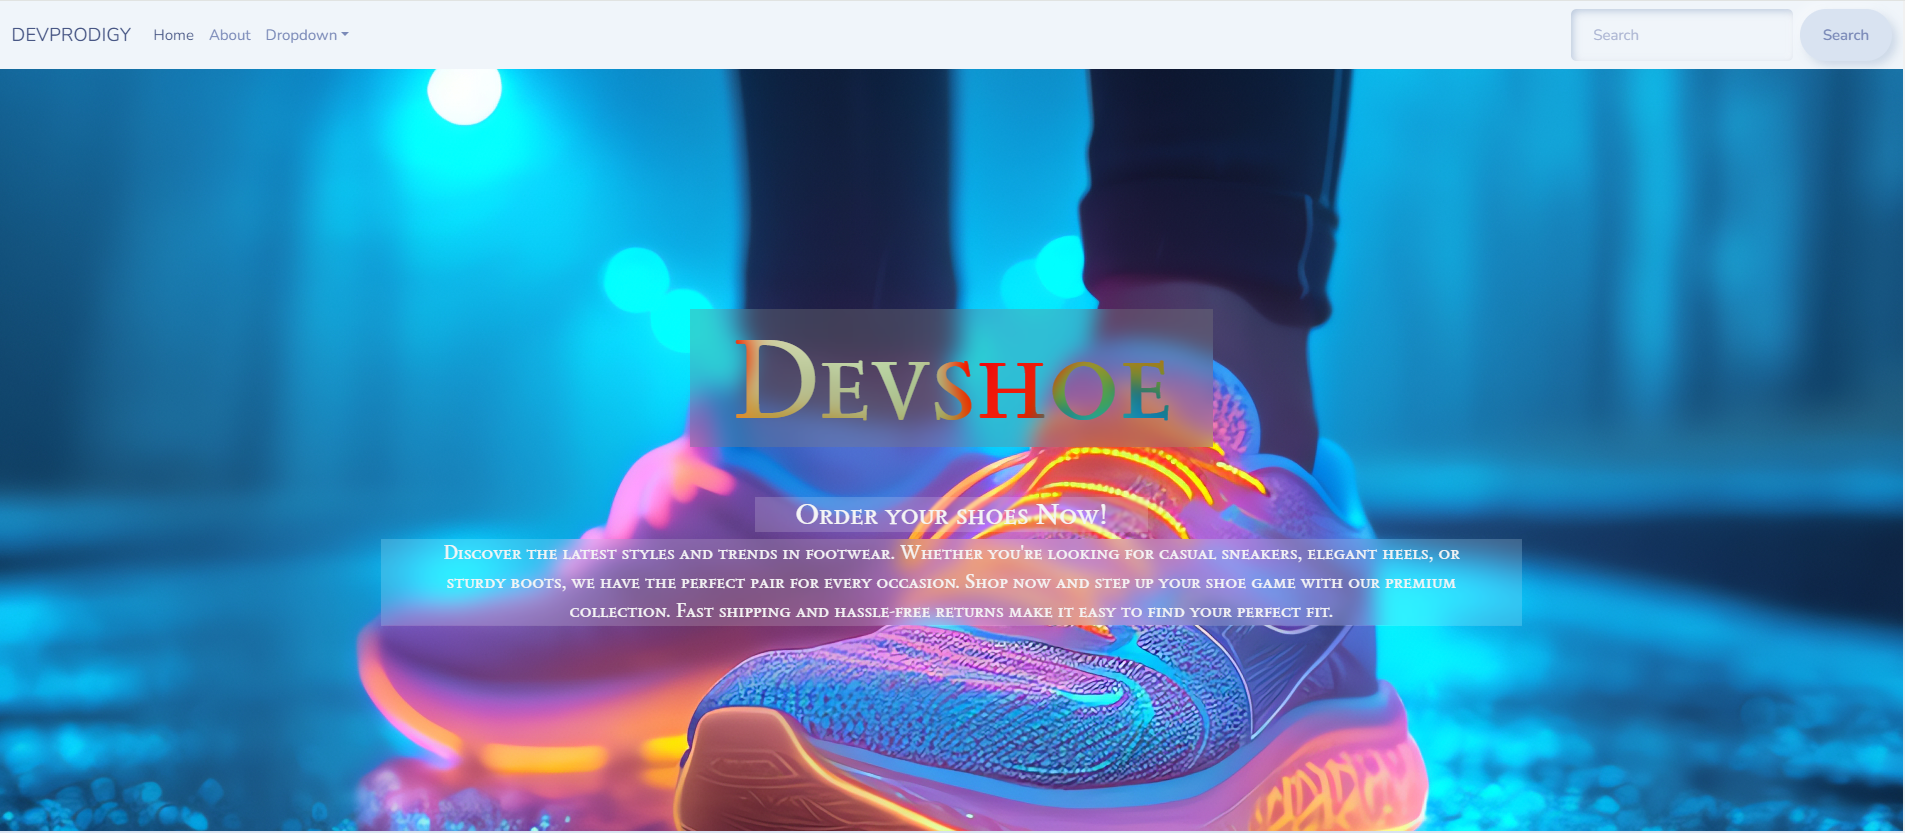 DEVPRODIGY Home About Dropdown Search Search
Devshoe
Order your shoes Now!
Discover the latest styles and trends in footwear. Whether you're looking for casual sneakers, elegant heels, or
sturdy boots, we have the perfect pair for every occasion. Shop now and step up your shoe game with our premium
collection. Fast shipping and hassle-free returns make it easy to find your perfect fit.